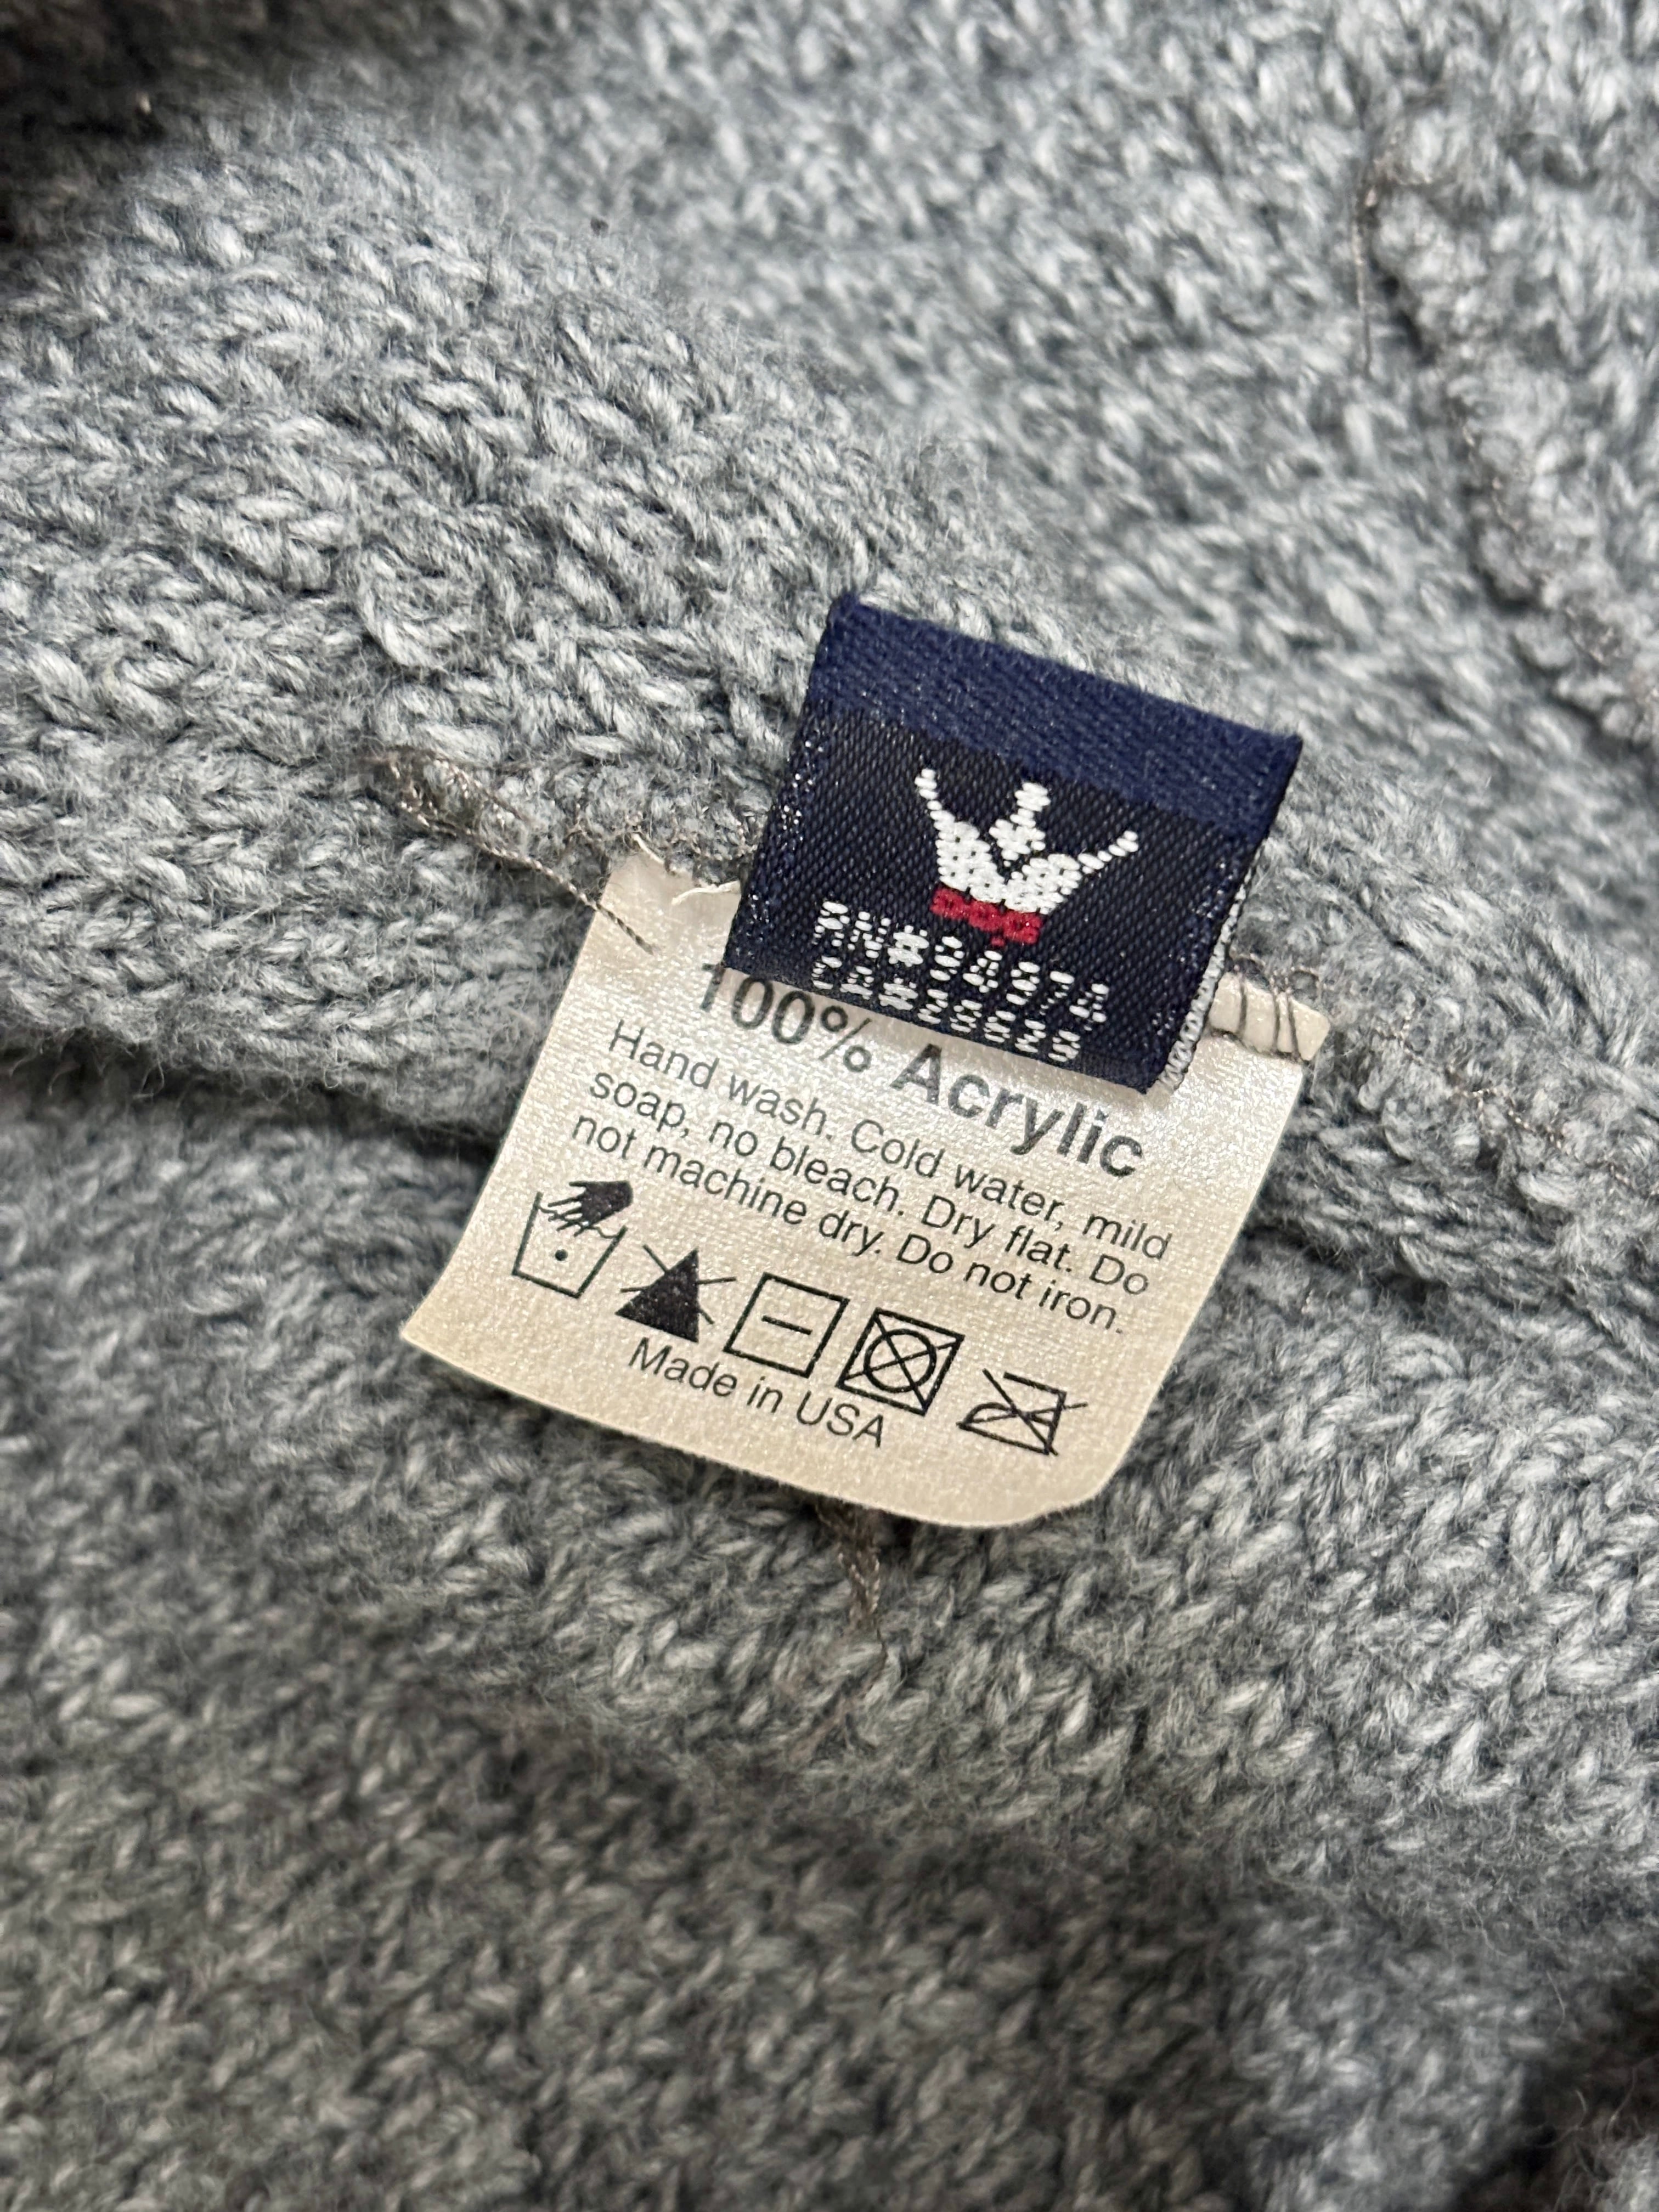 RN#94974
CA#25629
100% Acrylic
Hand wash. Cold water, mild
soap, no bleach. Dry flat. Do
not machine dry. Do not iron.
Made in USA